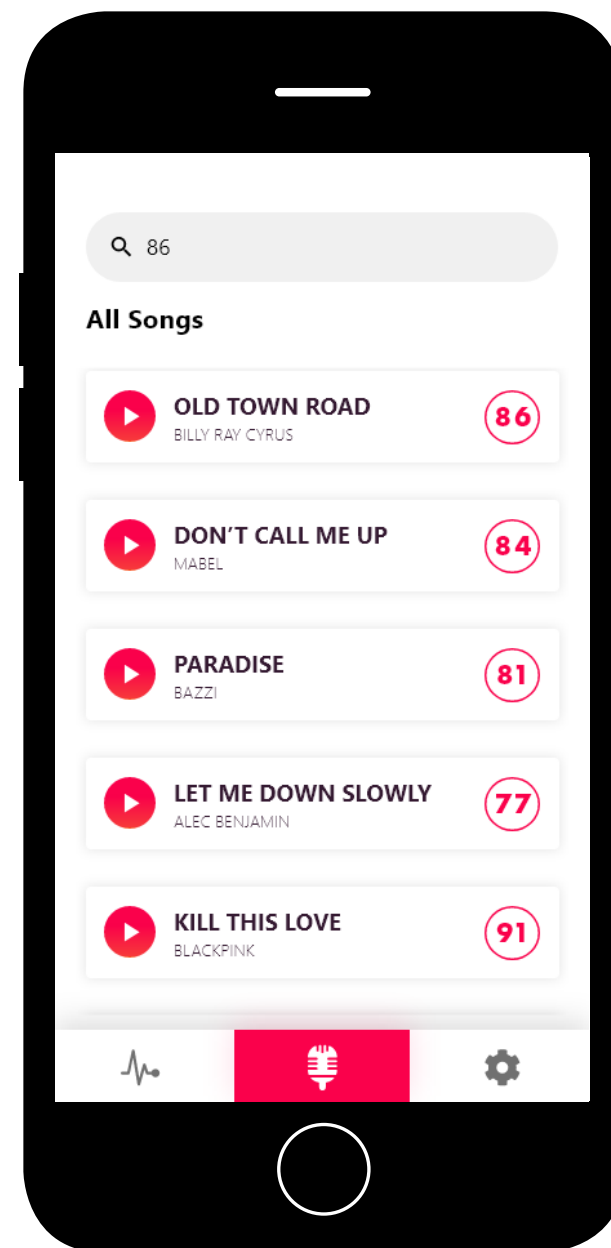 86
All Songs
OLD TOWN ROAD
BILLY RAY CYRUS
86
DON’T CALL ME UP
MABEL
84
PARADISE
BAZZI
81
LET ME DOWN SLOWLY
ALEC BENJAMIN
77
KILL THIS LOVE
BLACKPINK
91